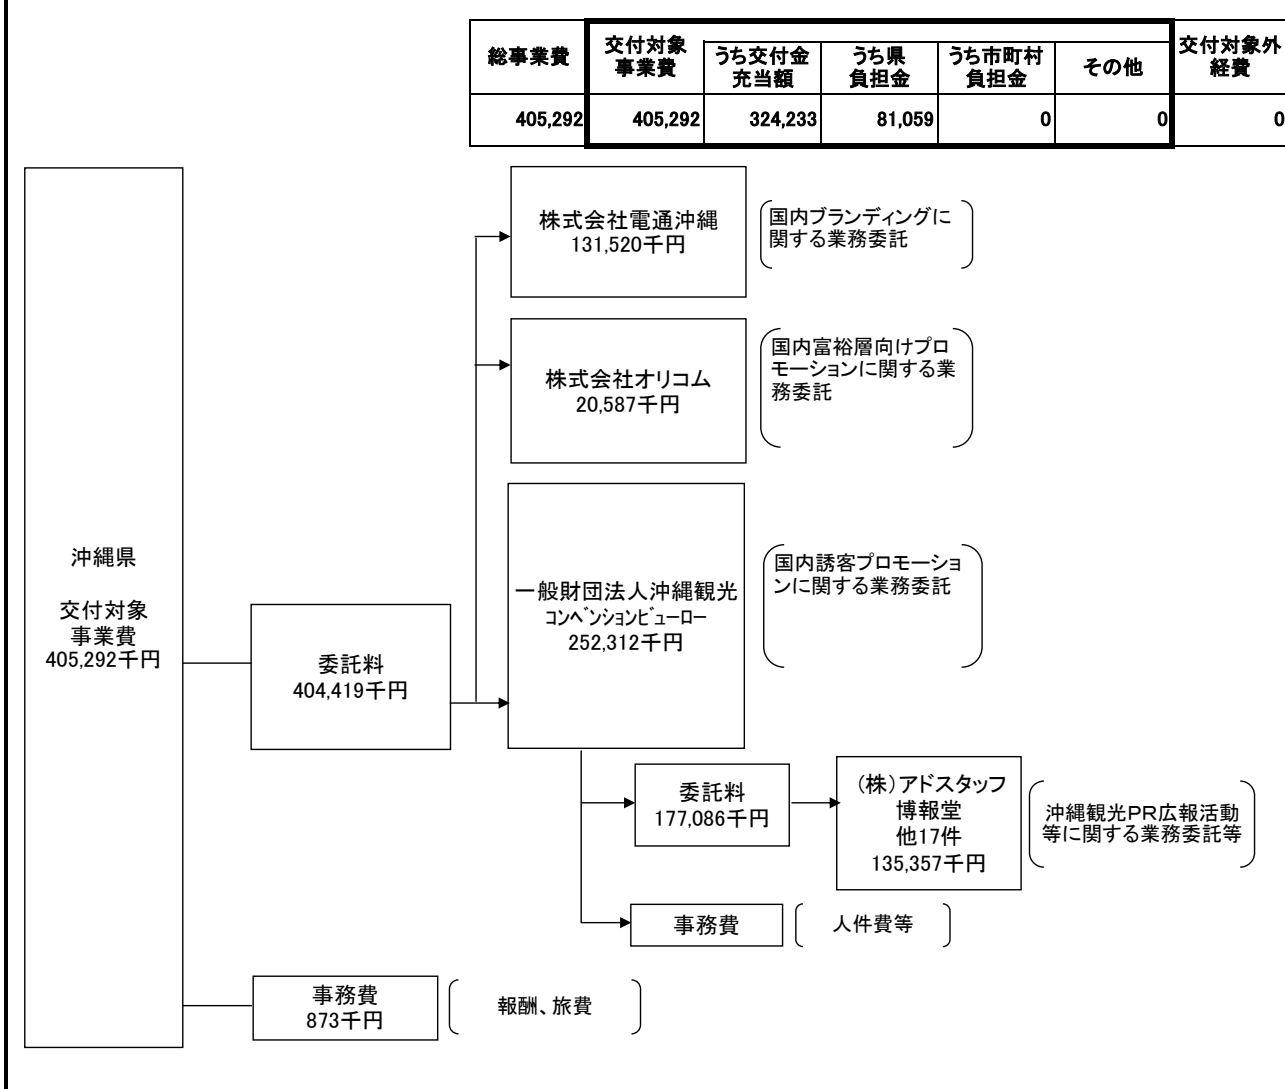 総事業費
交付対象
事業費
うち交付金
充当額
うち県
負担金
うち市町村
負担金
その他
交付対象外
経費
405,292 405,292 324,233 81,059 0 0 0
株式会社電通沖縄
131,520千円
国内ブランディングに
関する業務委託
株式会社オリコム
20,587千円
国内富裕層向けプロ
モーションに関する業
務委託
沖縄県
交付対象
事業費
405,292千円
委託料
404,419千円
一般財団法人沖縄観光
コンベンションビューロー
252,312千円
国内誘客プロモーショ
ンに関する業務委託
委託料
177,086千円
(株)アドスタッフ
博報堂
他17件
135,357千円
沖縄観光PR広報活動
等に関する業務委託等
事務費
人件費等
事務費
873千円
報酬、旅費